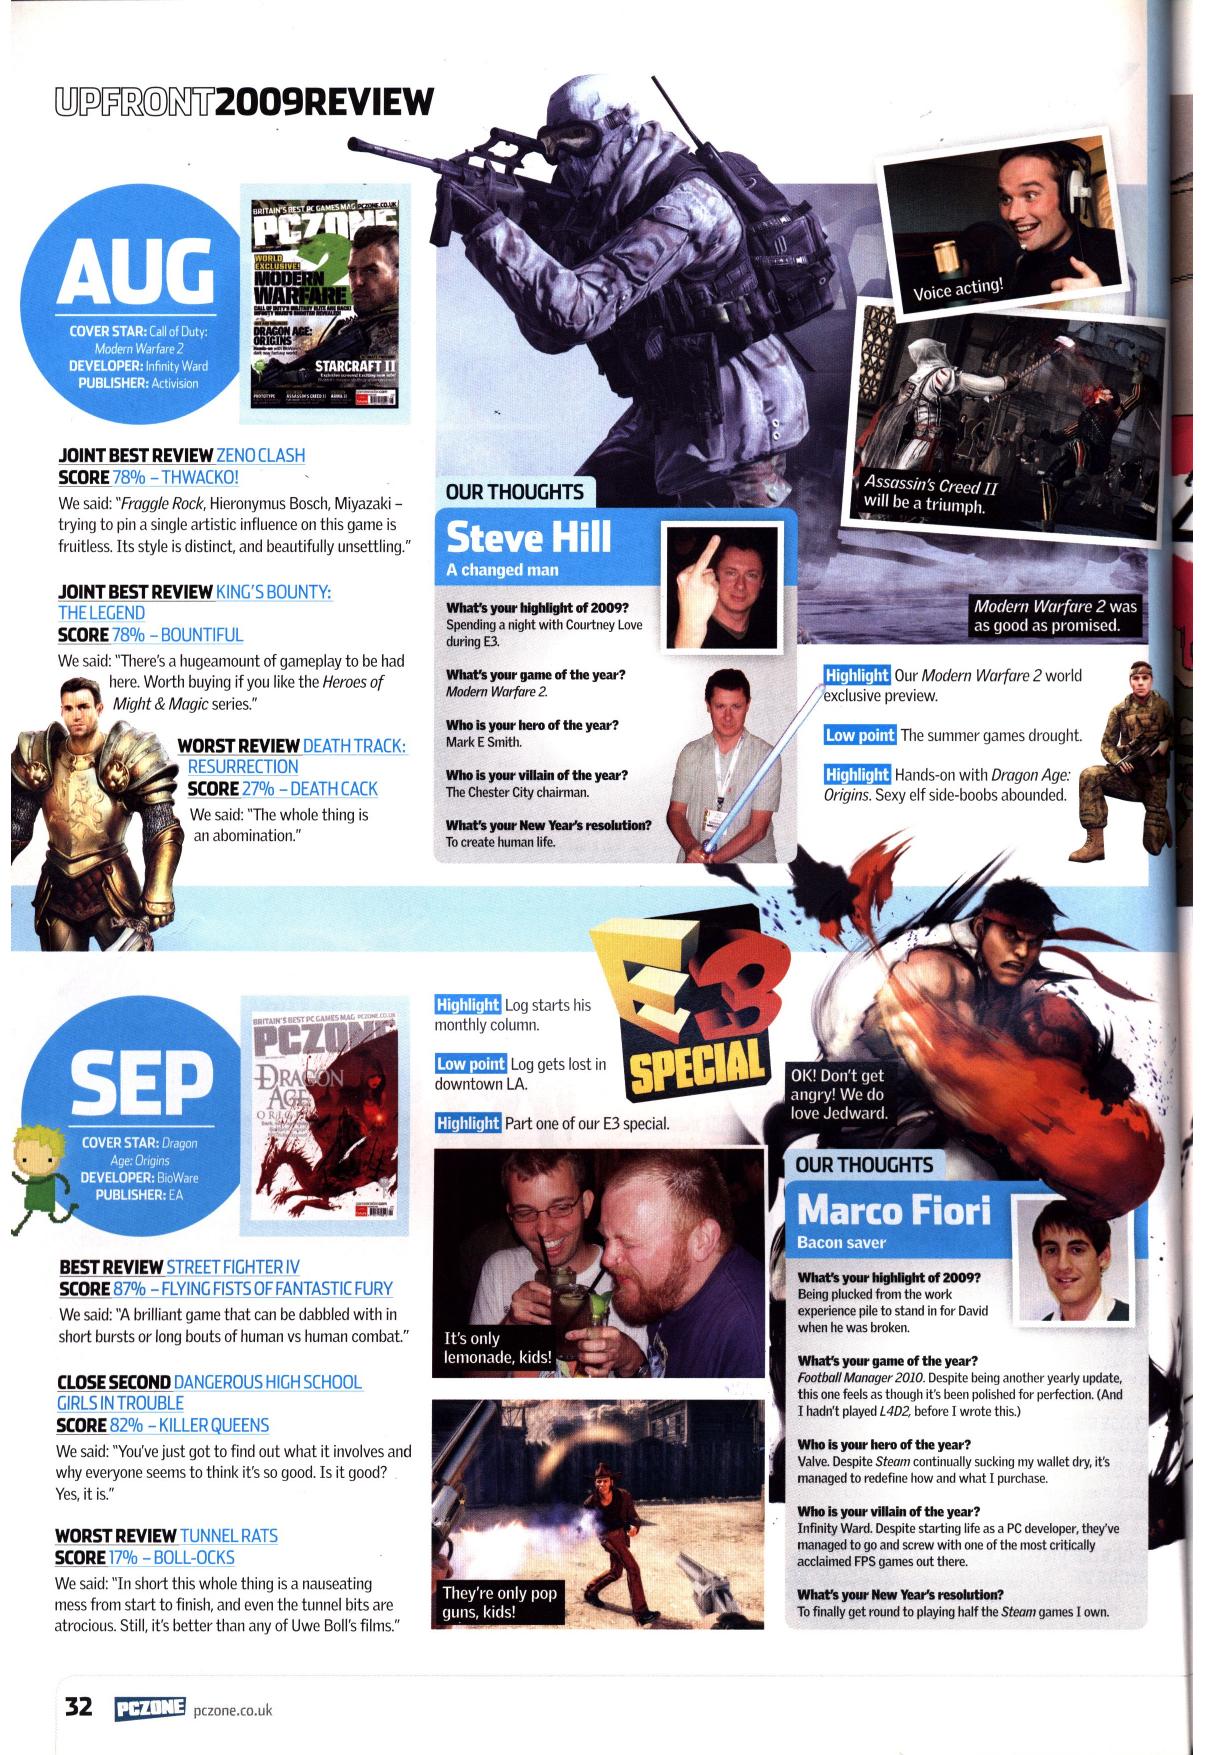 UPFRONT2009REVIEW
AUG
COVER STAR: Call of Duty:
Modern Warfare 2
DEVELOPER: Infinity Ward
PUBLISHER: Activision
BRITAIN'S BEST PC GAMES MAG PCZONE.CO.UK
PCZONE
WORLD
EXCLUSIVE!
MODERN
WARFARE 2
DRAGON AGE:
ORIGINS
STARCRAFT II
PROTOTYPE ASSASSIN'S CREED II ARMA II
JOINT BEST REVIEW ZENO CLASH
SCORE 78% – THWACKO!
We said: "Fraggle Rock, Hieronymus Bosch, Miyazaki –
trying to pin a single artistic influence on this game is
fruitless. Its style is distinct, and beautifully unsettling."
JOINT BEST REVIEW KING'S BOUNTY:
THE LEGEND
SCORE 78% – BOUNTIFUL
We said: "There's a hugeamount of gameplay to be had
here. Worth buying if you like the Heroes of
Might & Magic series."
WORST REVIEW DEATH TRACK:
RESURRECTION
SCORE 27% – DEATH CACK
We said: "The whole thing is
an abomination."
OUR THOUGHTS
Steve Hill
A changed man
What's your highlight of 2009?
Spending a night with Courtney Love
during E3.
What's your game of the year?
Modern Warfare 2.
Who is your hero of the year?
Mark E Smith.
Who is your villain of the year?
The Chester City chairman.
What's your New Year's resolution?
To create human life.
Voice acting!
Assassin's Creed II
will be a triumph.
Modern Warfare 2 was
as good as promised.
Highlight Our Modern Warfare 2 world
exclusive preview.
Low point The summer games drought.
Highlight Hands-on with Dragon Age:
Origins. Sexy elf side-boobs abounded.
SEP
COVER STAR: Dragon
Age: Origins
DEVELOPER: BioWare
PUBLISHER: EA
BRITAIN'S BEST PC GAMES MAG PCZONE.CO.UK
PCZONE
DRAGON
AGE
ORIGINS
BEST REVIEW STREET FIGHTER IV
SCORE 87% – FLYING FISTS OF FANTASTIC FURY
We said: "A brilliant game that can be dabbled with in
short bursts or long bouts of human vs human combat."
CLOSE SECOND DANGEROUS HIGH SCHOOL
GIRLS IN TROUBLE
SCORE 82% – KILLER QUEENS
We said: "You've just got to find out what it involves and
why everyone seems to think it's so good. Is it good?
Yes, it is."
WORST REVIEW TUNNEL RATS
SCORE 17% – BOLL-OCKS
We said: "In short this whole thing is a nauseating
mess from start to finish, and even the tunnel bits are
atrocious. Still, it's better than any of Uwe Boll's films."
Highlight Log starts his
monthly column.
Low point Log gets lost in
downtown LA.
Highlight Part one of our E3 special.
E3
SPECIAL
It's only
lemonade, kids!
They're only pop
guns, kids!
OK! Don't get
angry! We do
love Jedward.
OUR THOUGHTS
Marco Fiori
Bacon saver
What's your highlight of 2009?
Being plucked from the work
experience pile to stand in for David
when he was broken.
What's your game of the year?
Football Manager 2010. Despite being another yearly update,
this one feels as though it's been polished for perfection. (And
I hadn't played L4D2, before I wrote this.)
Who is your hero of the year?
Valve. Despite Steam continually sucking my wallet dry, it's
managed to redefine how and what I purchase.
Who is your villain of the year?
Infinity Ward. Despite starting life as a PC developer, they've
managed to go and screw with one of the most critically
acclaimed FPS games out there.
What's your New Year's resolution?
To finally get round to playing half the Steam games I own.
32 PCZONE pczone.co.uk